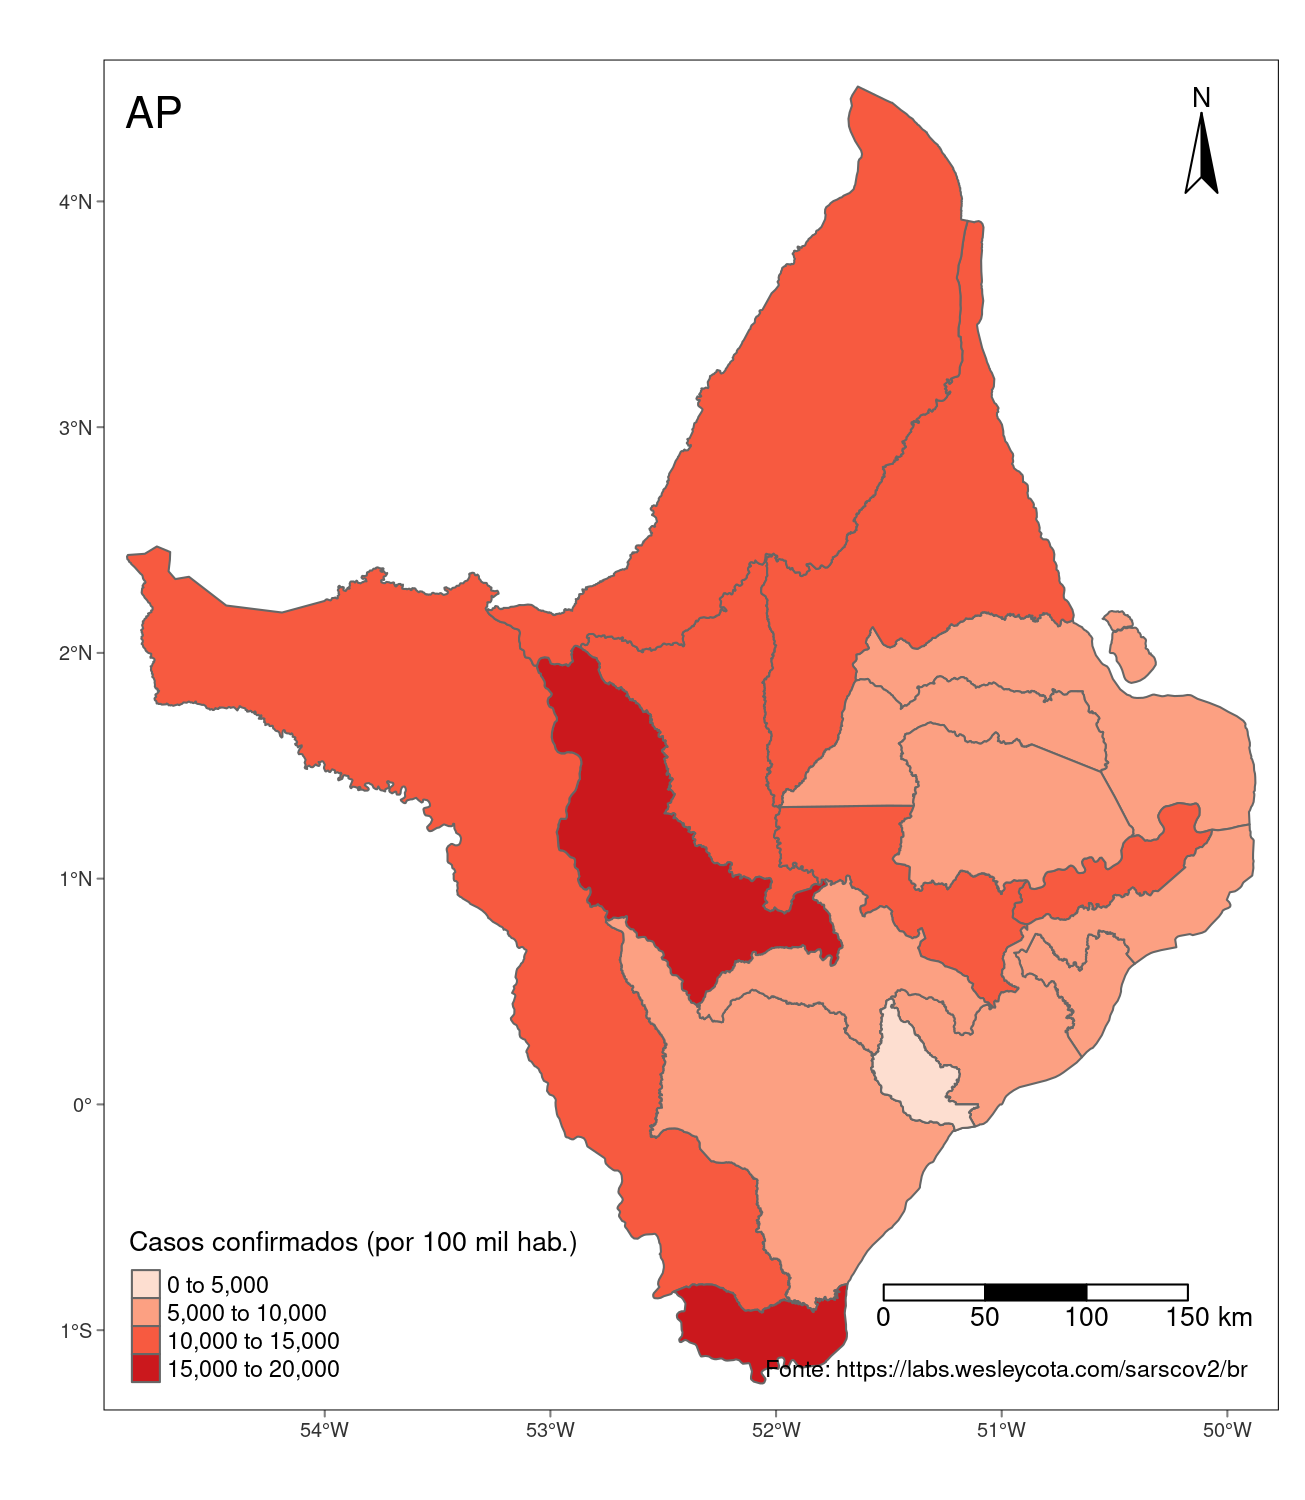 AP
N
4°N
3°N
2°N
1°N
0°
1°S
Casos confirmados (por 100 mil hab.)
0 to 5,000
5,000 to 10,000
10,000 to 15,000
15,000 to 20,000
0 50 100 150 km
Fonte: https://labs.wesleycota.com/sarscov2/br
54°W 53°W 52°W 51°W 50°W